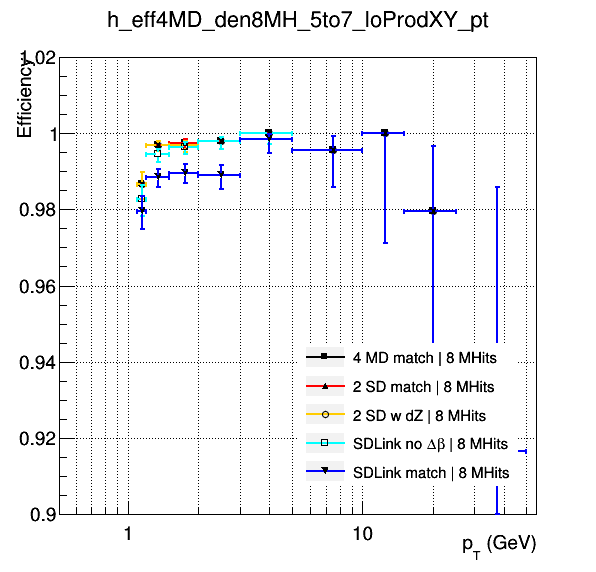 h_eff4MD_den8MH_5to7_loProdXY_pt
Efficiency
1.02
1
0.98
0.96
0.94
0.92
0.9
4 MD match | 8 MHits
2 SD match | 8 MHits
2 SD w dZ | 8 MHits
SDLink no Δβ | 8 MHits
SDLink match | 8 MHits
1 10
p_T (GeV)